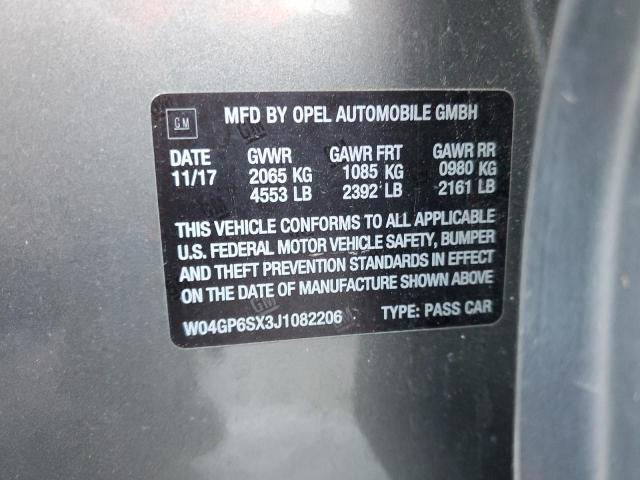 GM
MFD BY OPEL AUTOMOBILE GMBH
DATE GVWR GAWR FRT GAWR RR
11/17 2065 KG 1085 KG 0980 KG
4553 LB 2392 LB 2161 LB
THIS VEHICLE CONFORMS TO ALL APPLICABLE
U.S. FEDERAL MOTOR VEHICLE SAFETY, BUMPER
AND THEFT PREVENTION STANDARDS IN EFFECT
ON THE DATE OF MANUFACTURE SHOWN ABOVE
W04GP6SX3J1082206 TYPE: PASS CAR